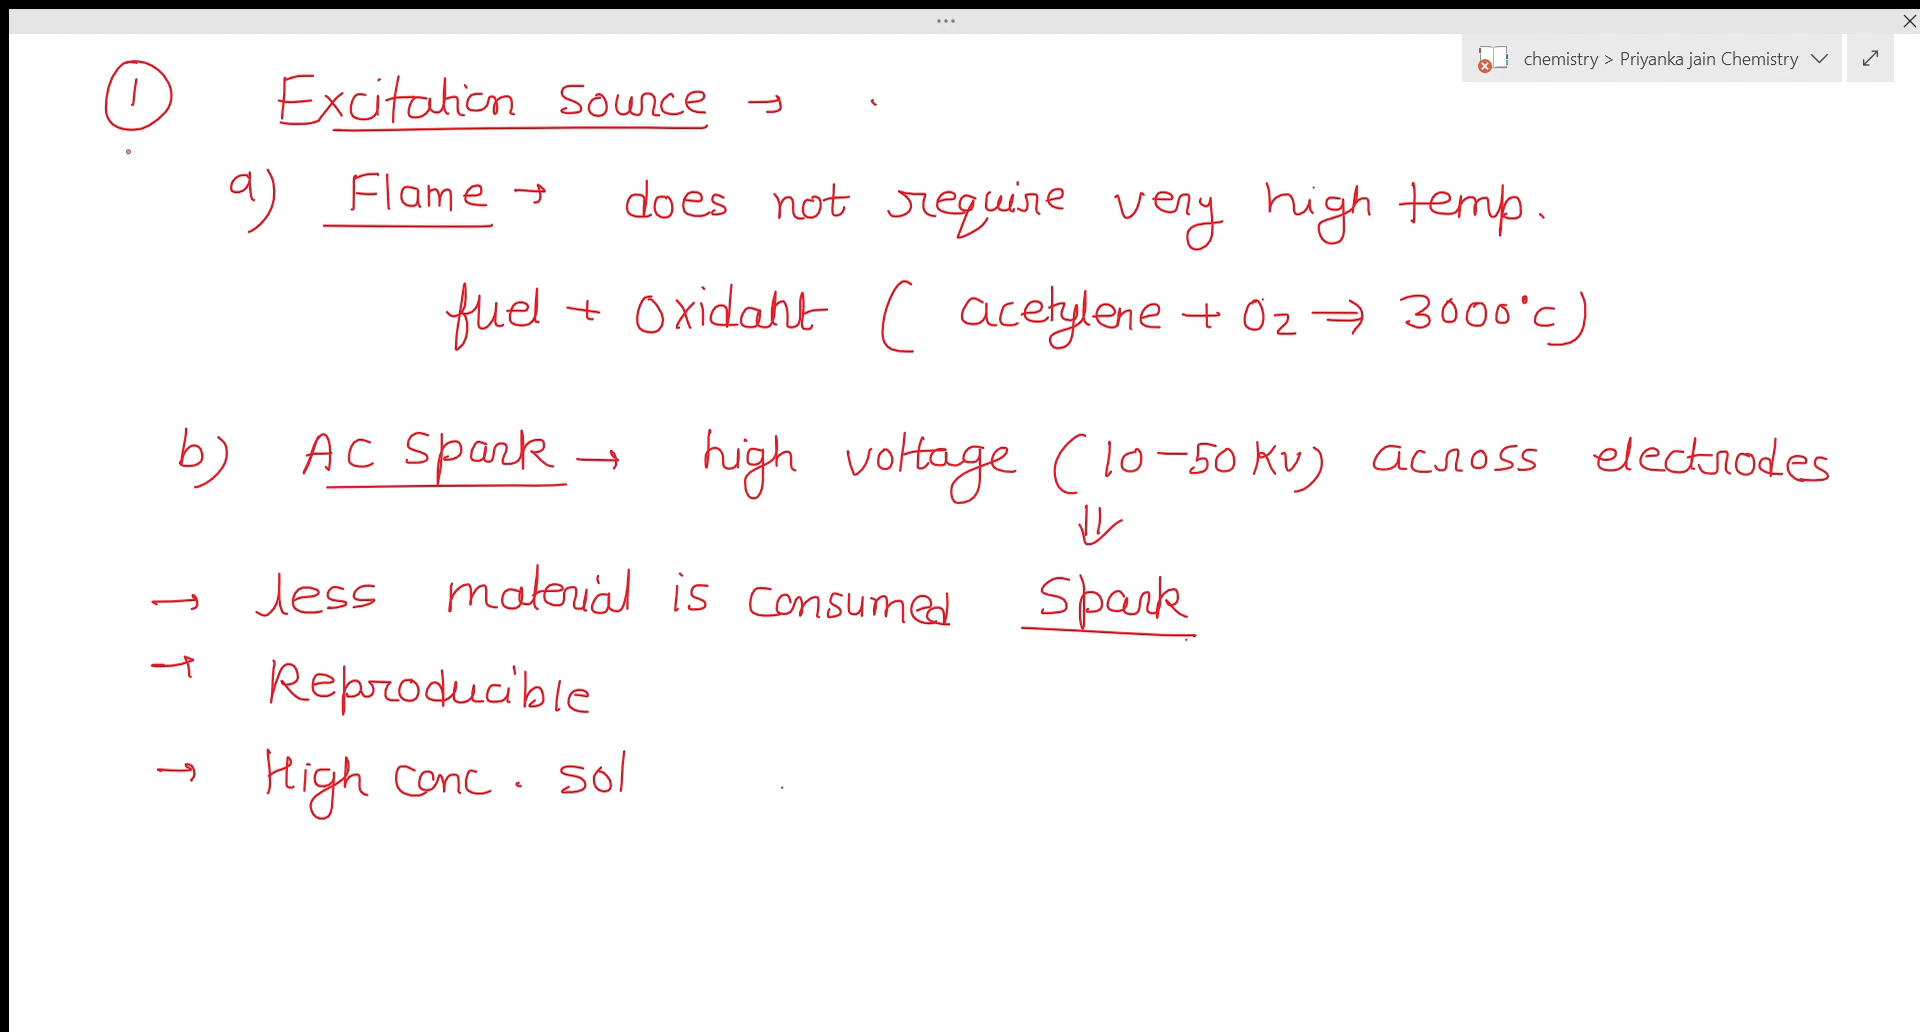 chemistry > Priyanka jain Chemistry
① Excitation source →
a) Flame → does not require very high temp.
fuel + oxidant ( acetylene + O₂ ⇒ 3000°c )
b) AC Spark → high voltage (10-50 KV) across electrodes
⇓
→ less material is consumed Spark
→ Reproducible
→ High conc. sol